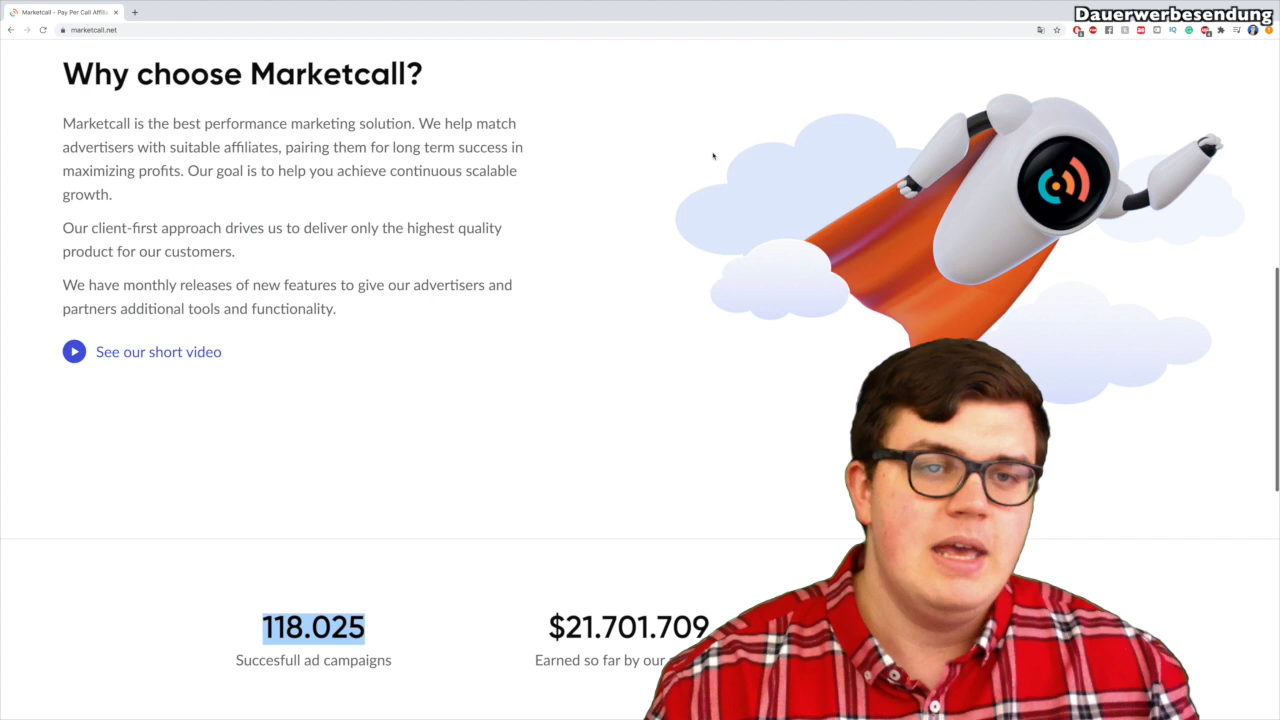 Marketcall - Pay Per Call Affili
Dauerwerbesendung
marketcall.net
Why choose Marketcall?
Marketcall is the best performance marketing solution. We help match
advertisers with suitable affiliates, pairing them for long term success in
maximizing profits. Our goal is to help you achieve continuous scalable
growth.
Our client-first approach drives us to deliver only the highest quality
product for our customers.
We have monthly releases of new features to give our advertisers and
partners additional tools and functionality.
See our short video
118.025
Succesfull ad campaigns
$21.701.709
Earned so far by our